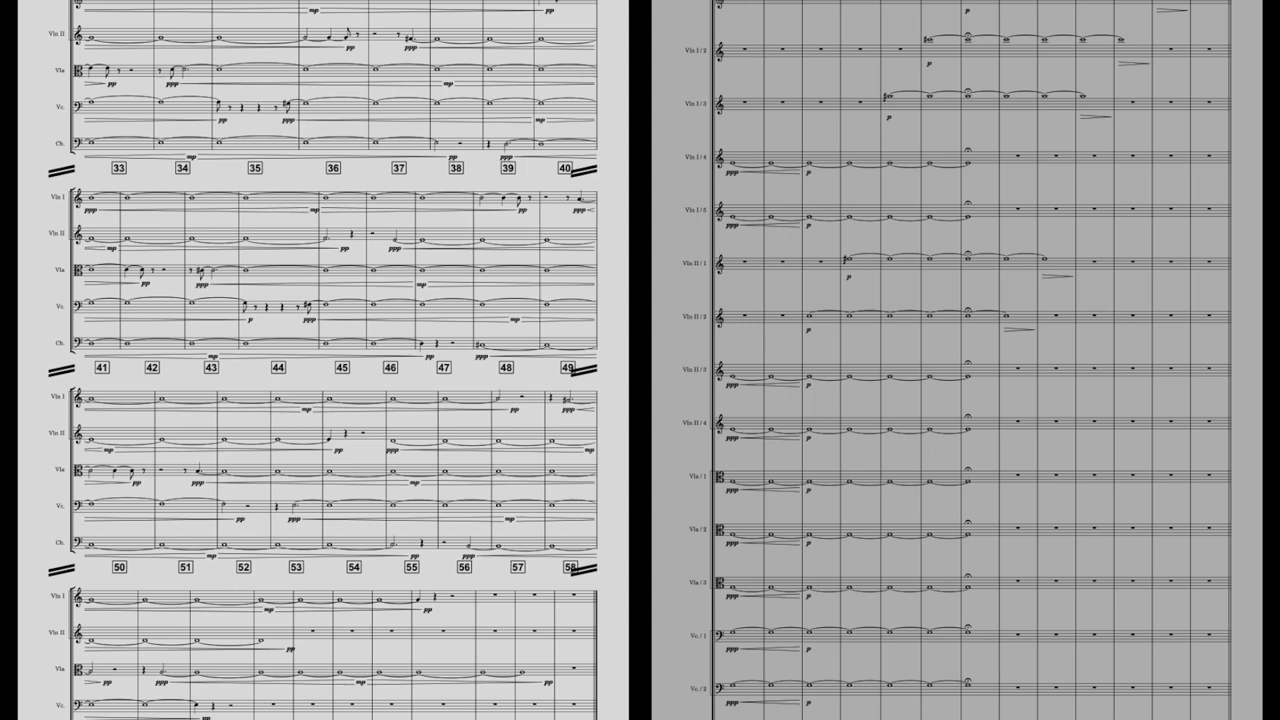 mp pp
Vln II pp ppp
Vla pp ppp mp
Vc. pp ppp mp
Cb. mp pp ppp
33 34 35 36 37 38 39 40
Vln I ppp mp pp ppp
Vln II mp pp ppp
Vla pp ppp mp
Vc. p ppp mp
Cb. mp pp ppp
41 42 43 44 45 46 47 48 49
Vln I mp pp ppp
Vln II mp pp ppp mp
Vla pp ppp mp
Vc. pp ppp mp
Cb. mp pp ppp
50 51 52 53 54 55 56 57 58
Vln I mp pp
Vln II pp
Vla pp ppp mp pp
Vc. pp
p
Vln I / 2 p
Vln I / 3 p
Vln I / 4 ppp p
Vln I / 5 ppp p
Vln II / 1 p
Vln II / 2 p
Vln II / 3 ppp p
Vln II / 4 ppp p
Vla / 1 ppp p
Vla / 2 ppp p
Vla / 3 ppp p
Vc. / 1 ppp p
Vc. / 2 ppp p